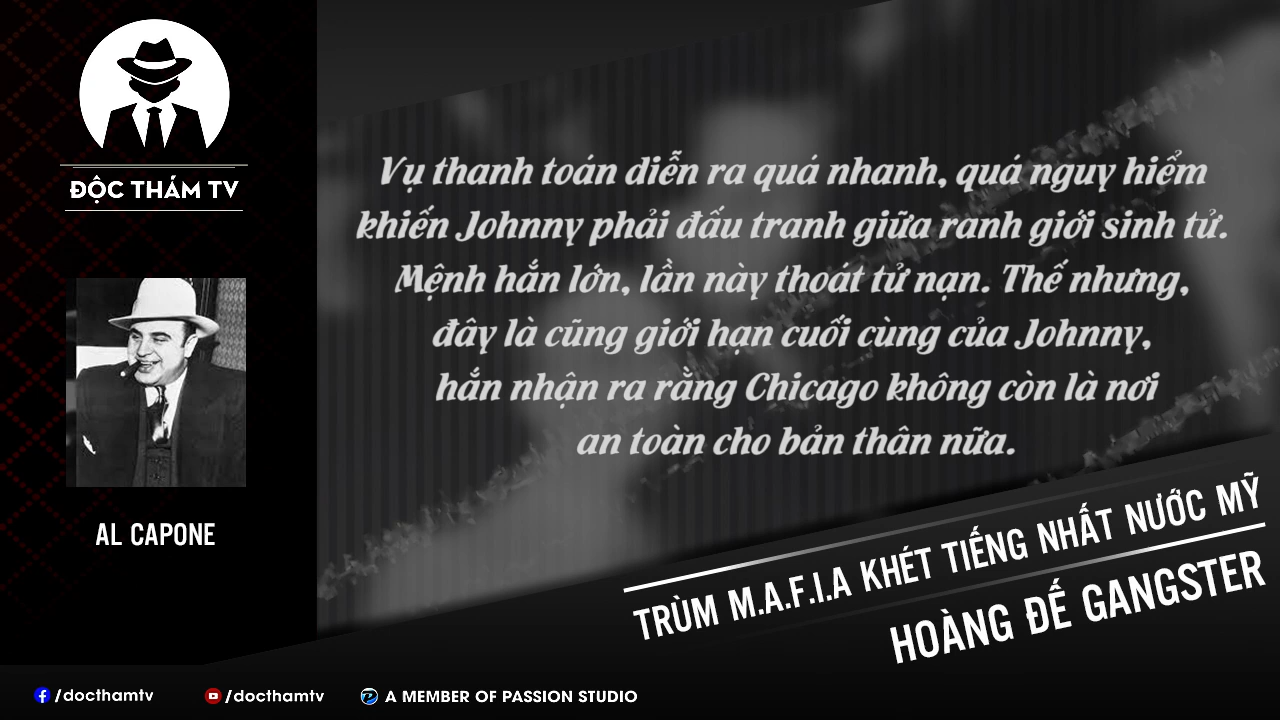 ĐỘC THÁM TV
AL CAPONE
Vụ thanh toán diễn ra quá nhanh, quá nguy hiểm
khiến Johnny phải đấu tranh giữa ranh giới sinh tử.
Mệnh hắn lớn, lần này thoát tử nạn. Thế nhưng,
đây là cũng giới hạn cuối cùng của Johnny,
hắn nhận ra rằng Chicago không còn là nơi
an toàn cho bản thân nữa.
TRÙM M.A.F.I.A KHÉT TIẾNG NHẤT NƯỚC MỸ
HOÀNG ĐẾ GANGSTER
/docthamtv
/docthamtv
A MEMBER OF PASSION STUDIO